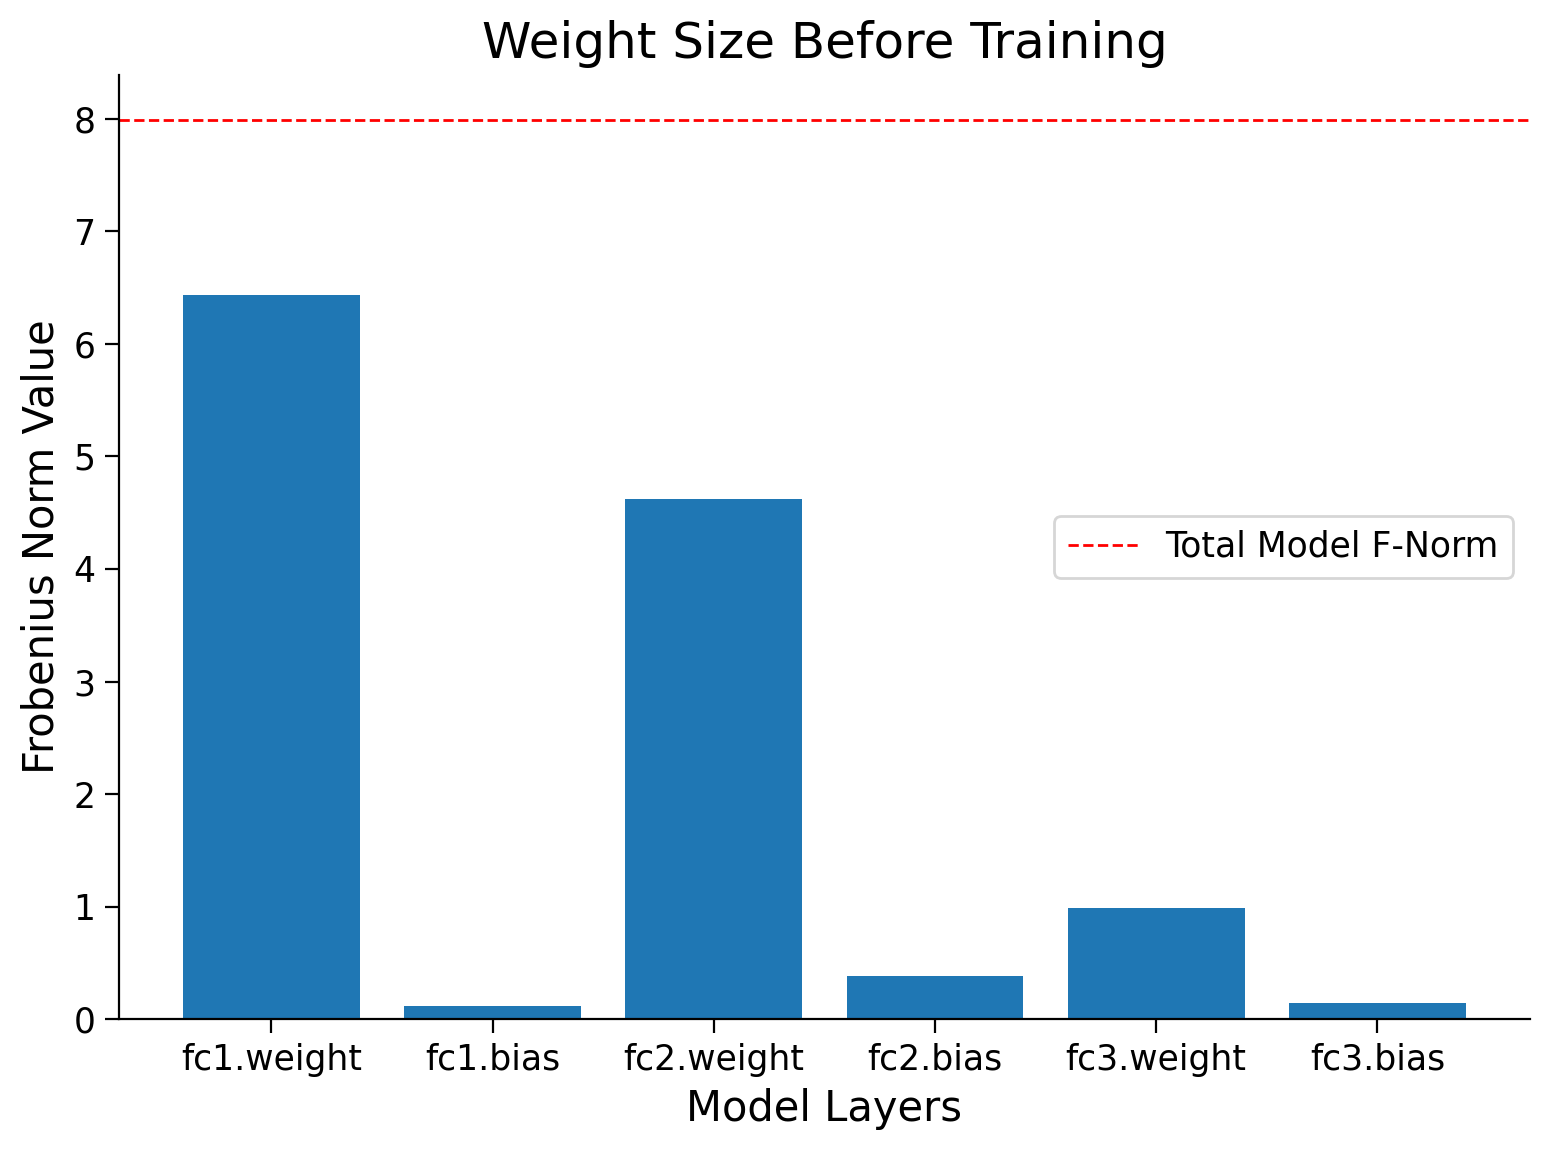 Weight Size Before Training
Frobenius Norm Value
8
7
6
5
4
3
2
1
0
Total Model F-Norm
fc1.weight
fc1.bias
fc2.weight
fc2.bias
fc3.weight
fc3.bias
Model Layers